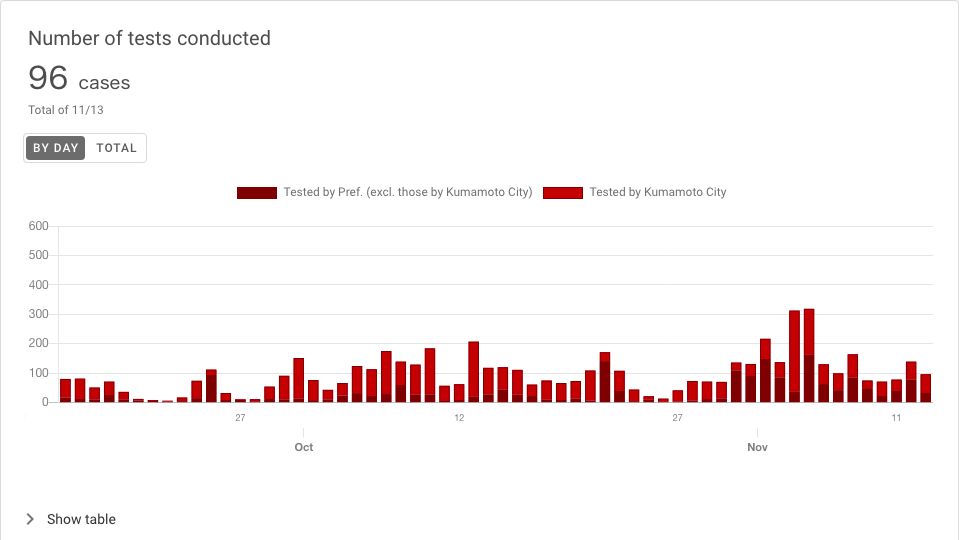 Number of tests conducted
96 cases
Total of 11/13
BY DAY TOTAL
Tested by Pref. (excl. those by Kumamoto City) Tested by Kumamoto City
600
500
400
300
200
100
0
27 12 27 11
Oct Nov
Show table